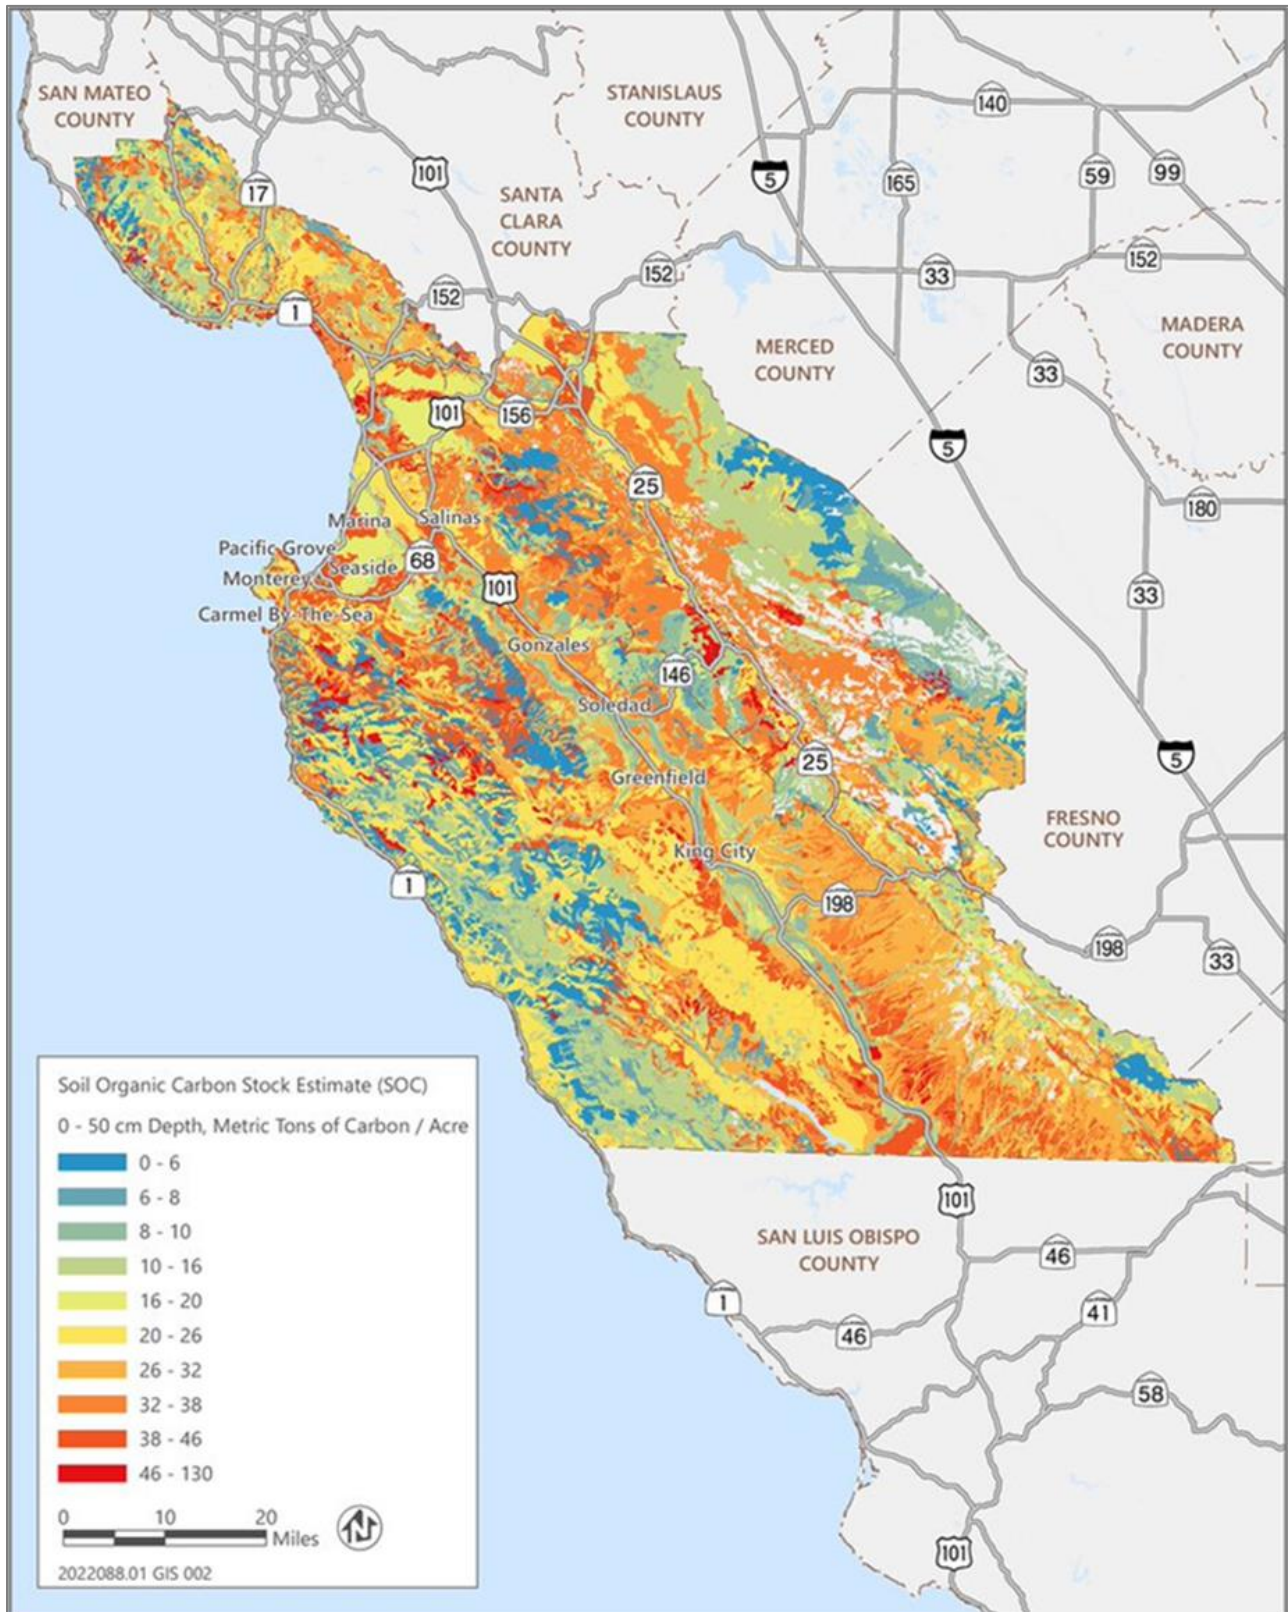 SAN MATEO
COUNTY
STANISLAUS
COUNTY
140
101
5
165
59
99
17
SANTA
CLARA
COUNTY
152
33
152
152
1
MERCED
COUNTY
MADERA
COUNTY
33
101
156
5
25
180
Marina
Salinas
Pacific Grove
68
Seaside
Monterey
101
33
Carmel By-The-Sea
Gonzales
146
Soledad
25
5
Greenfield
FRESNO
COUNTY
King City
1
198
198
33
Soil Organic Carbon Stock Estimate (SOC)
0 - 50 cm Depth, Metric Tons of Carbon / Acre
0 - 6
6 - 8
8 - 10
10 - 16
16 - 20
20 - 26
26 - 32
32 - 38
38 - 46
46 - 130
0 10 20
Miles
N
2022088.01 GIS 002
101
SAN LUIS OBISPO
COUNTY
46
1
46
41
58
101